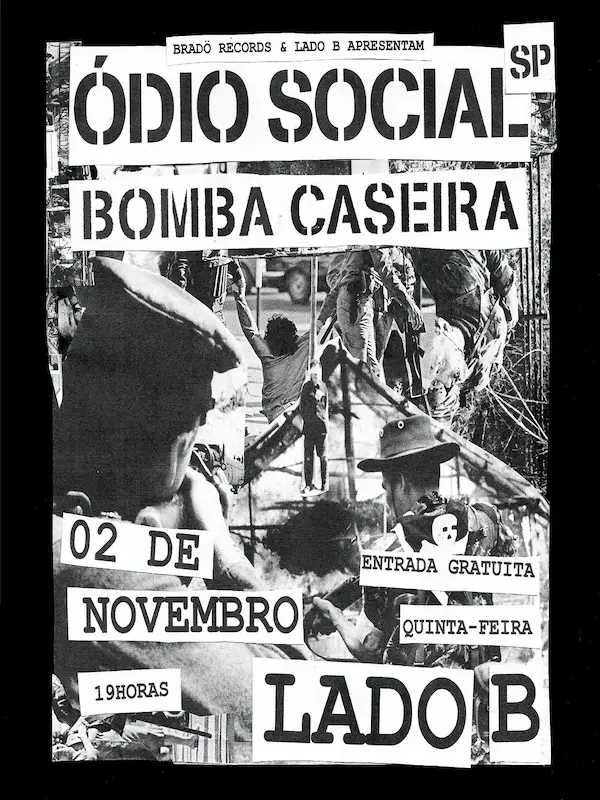 BRADÖ RECORDS & LADO B APRESENTAM
ÓDIO SOCIAL SP
BOMBA CASEIRA
02 DE
NOVEMBRO
19HORAS
ENTRADA GRATUITA
QUINTA-FEIRA
LADO B